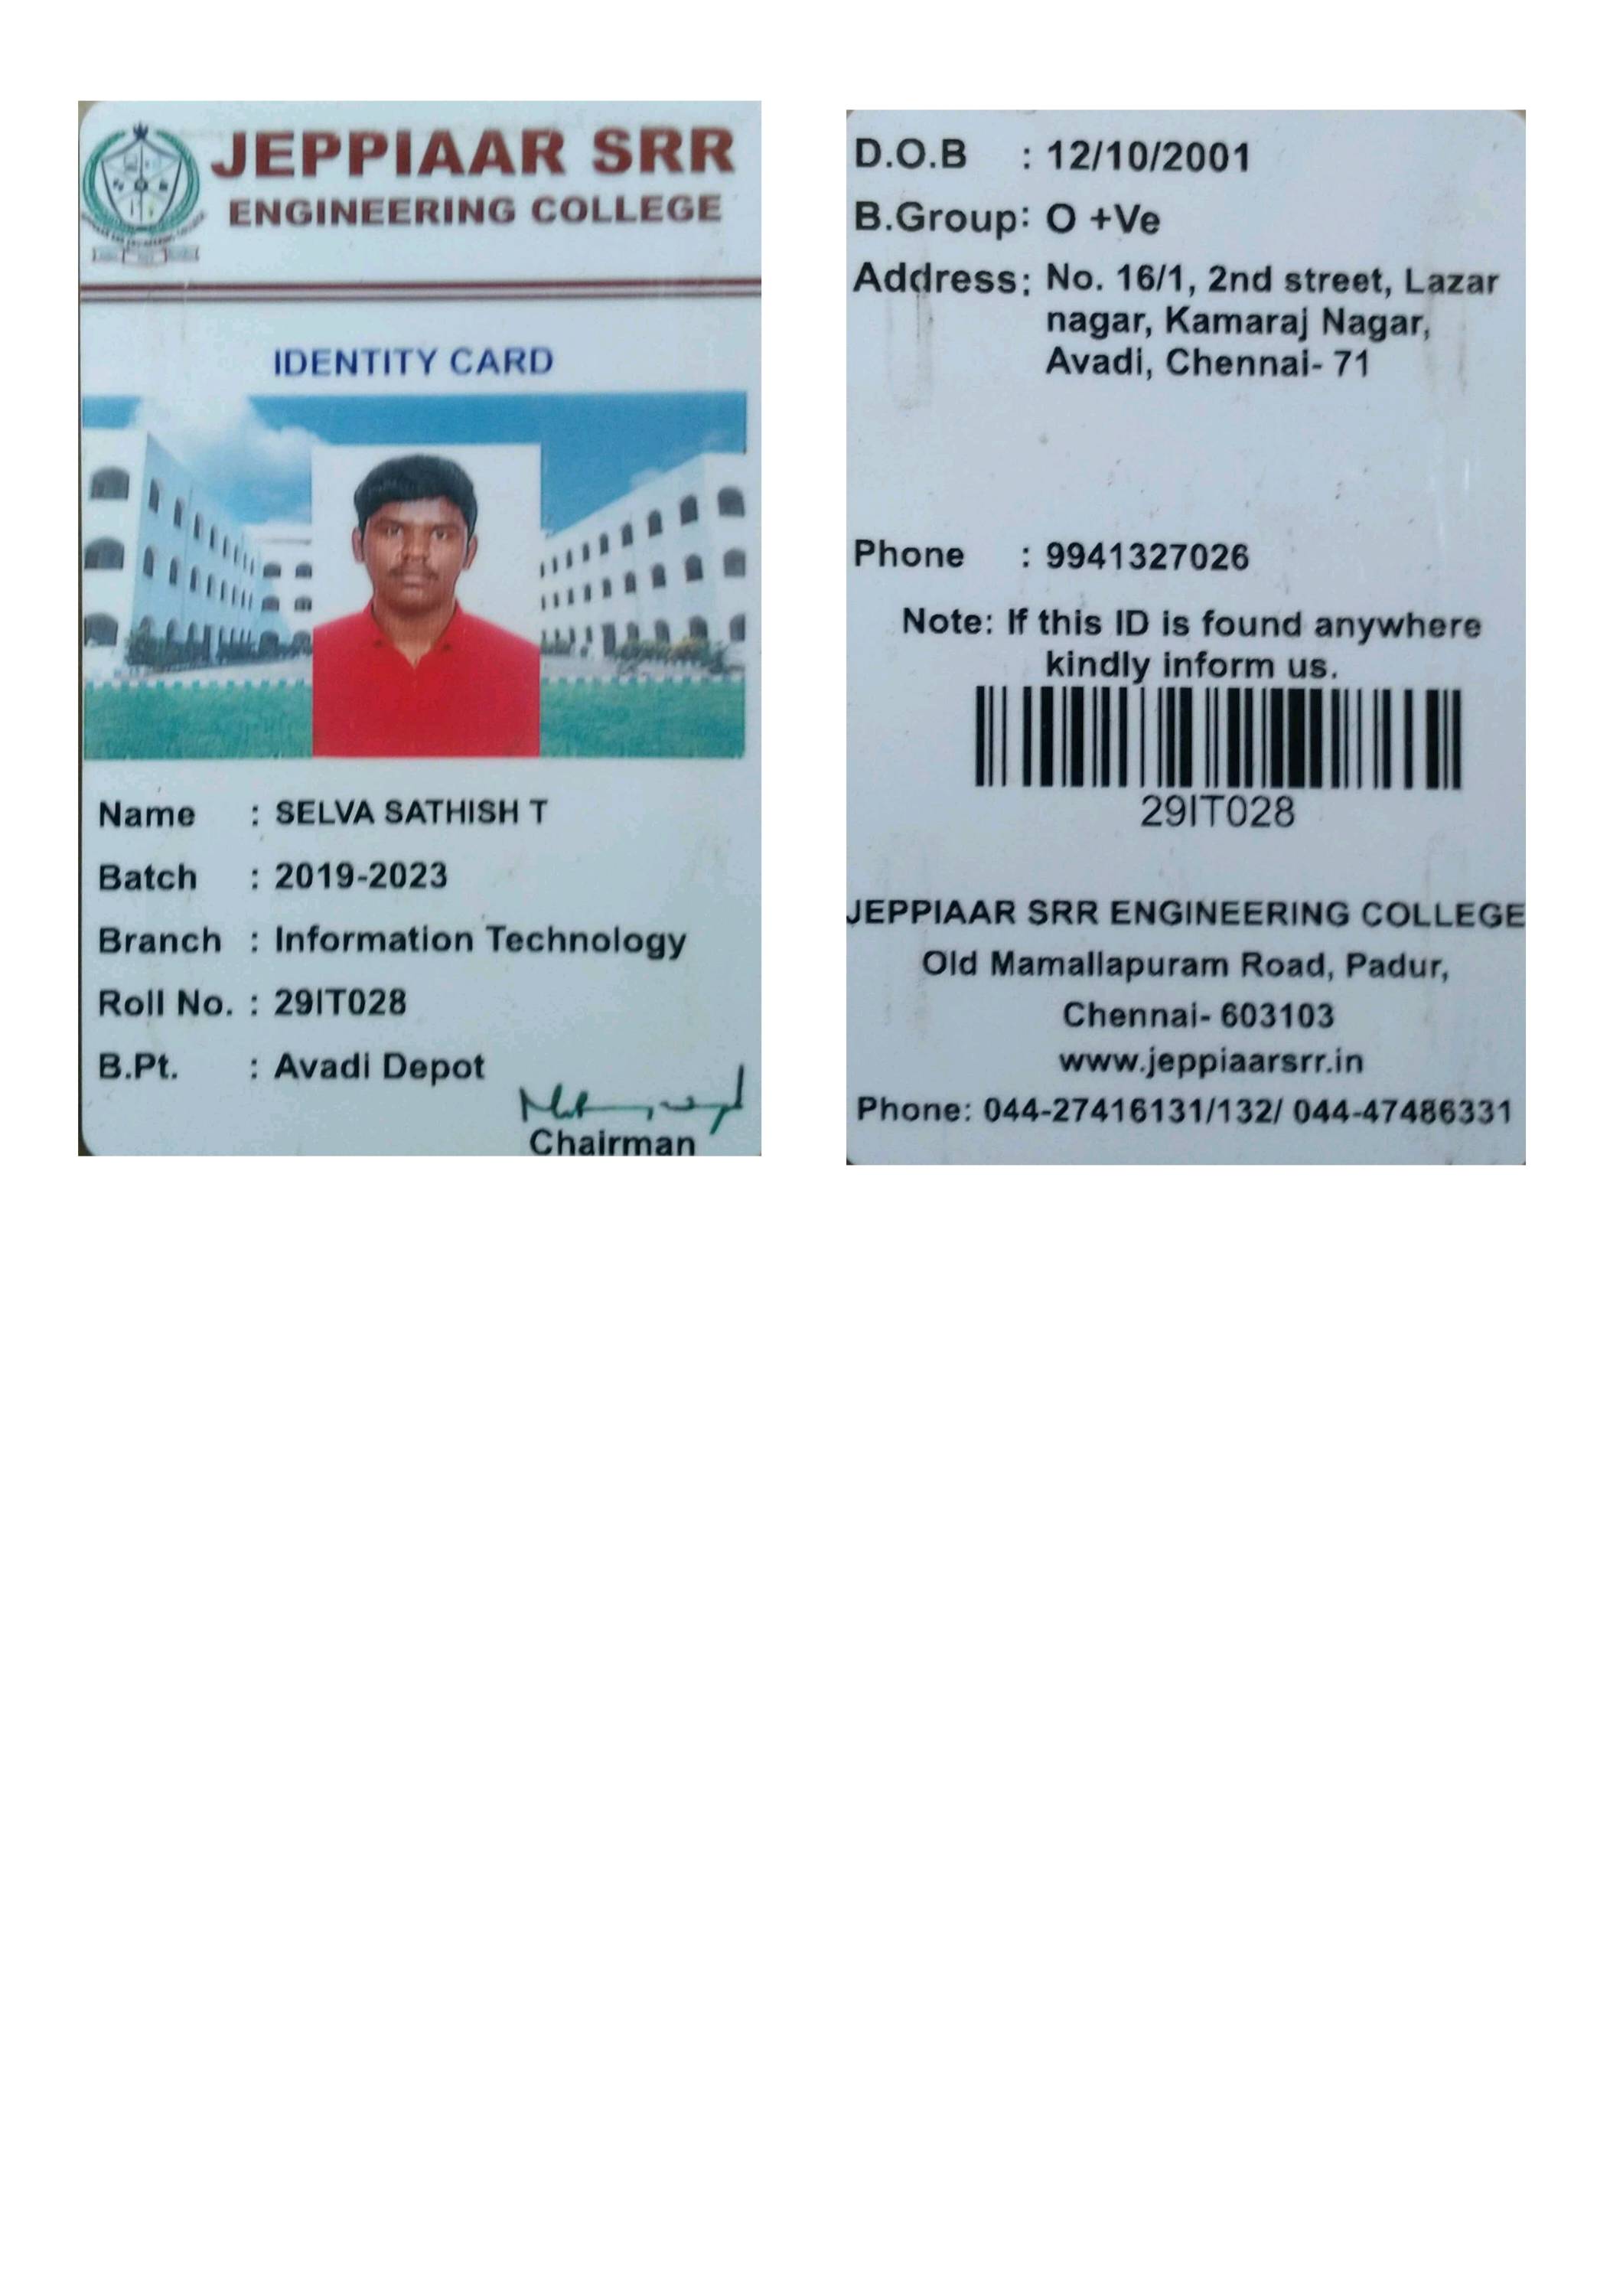 JEPPIAAR SRR
ENGINEERING COLLEGE
IDENTITY CARD
Name : SELVA SATHISH T
Batch : 2019-2023
Branch : Information Technology
Roll No. : 29IT028
B.Pt. : Avadi Depot
Chairman
D.O.B : 12/10/2001
B.Group: O +Ve
Address: No. 16/1, 2nd street, Lazar
nagar, Kamaraj Nagar,
Avadi, Chennai- 71
Phone : 9941327026
Note: If this ID is found anywhere
kindly inform us.
29IT028
JEPPIAAR SRR ENGINEERING COLLEGE
Old Mamallapuram Road, Padur,
Chennai- 603103
www.jeppiaarsrr.in
Phone: 044-27416131/132/ 044-47486331